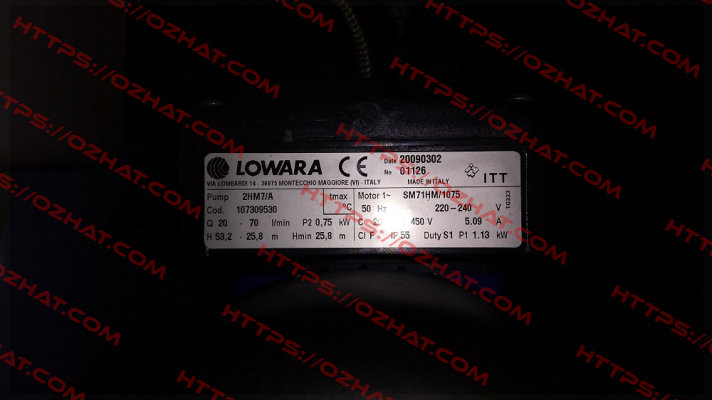 LOWARA CE Date 20090302
No 01126
VIA LOMBARDI 14 - 36075 MONTECCHIO MAGGIORE (VI) - ITALY MADE IN ITALY ITT
Pump 2HM7/A tmax Motor 1~ SM71HM/1075
Cod. 107309530 °C 50 Hz 220-240 V
Q 20 - 70 l/min P2 0,75 kW C 450 V 5.09 A
H 53,2 - 25,8 m Hmin 25,8 m Cl F IP 55 Duty S1 P1 1.13 kW
HTTPS://OZHAT.COM